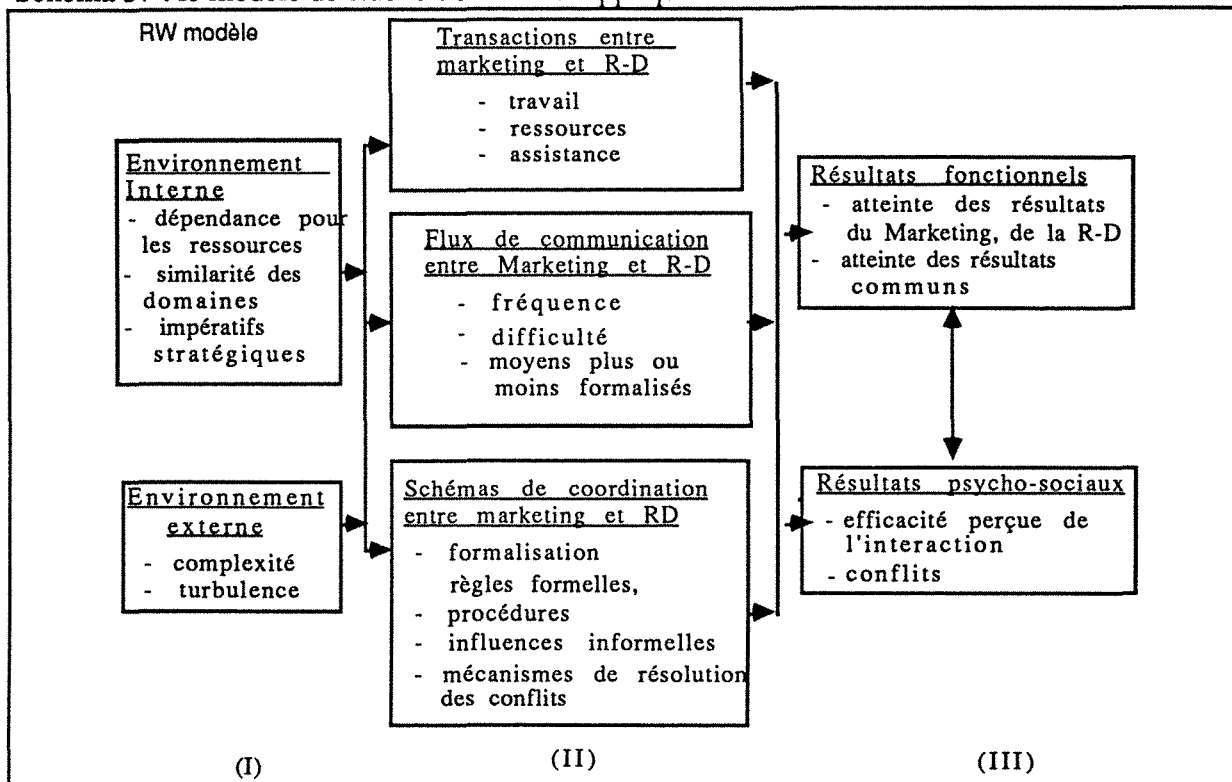 RW modèle
Environnement
Interne
- dépendance pour
les ressources
- similarité des
domaines
- impératifs
stratégiques
Environnement
externe
- complexité
- turbulence
(I)
Transactions entre
marketing et R-D
- travail
- ressources
- assistance
Flux de communication
entre Marketing et R-D
- fréquence
- difficulté
- moyens plus ou
moins formalisés
Schémas de coordination
entre marketing et RD
- formalisation
règles formelles,
- procédures
- influences informelles
- mécanismes de résolution
des conflits
(II)
Résultats fonctionnels
- atteinte des résultats
du Marketing, de la R-D
- atteinte des résultats
communs
Résultats psycho-sociaux
- efficacité perçue de
l'interaction
- conflits
(III)